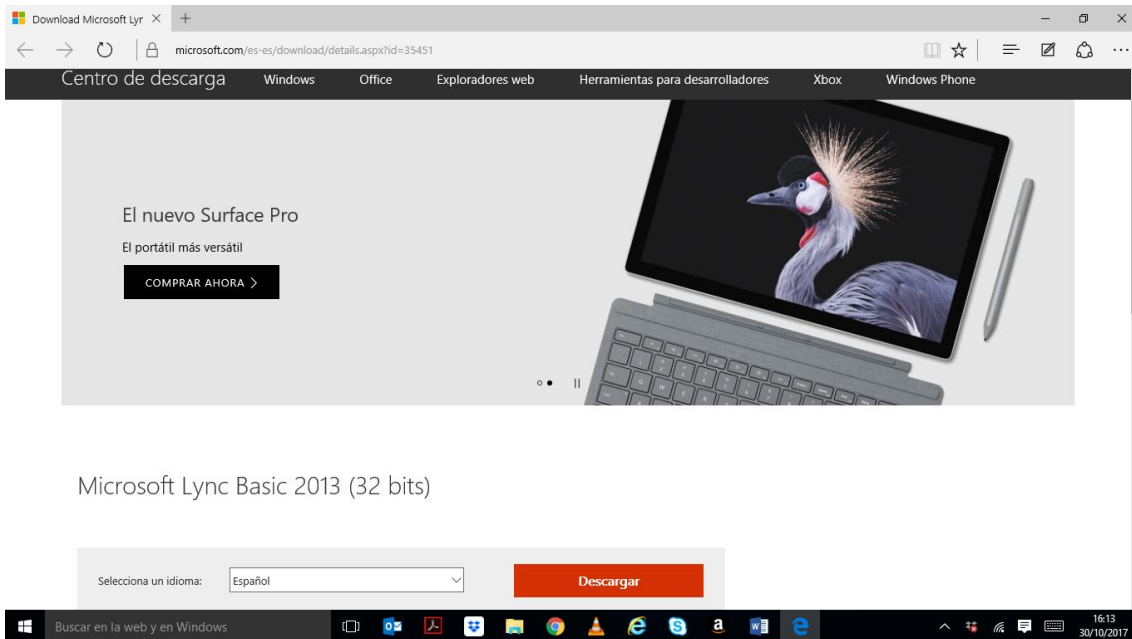 Download Microsoft Lyr
microsoft.com/es-es/download/details.aspx?id=35451
Centro de descarga Windows Office Exploradores web Herramientas para desarrolladores Xbox Windows Phone
El nuevo Surface Pro
El portátil más versátil
COMPRAR AHORA
Microsoft Lync Basic 2013 (32 bits)
Selecciona un idioma: Español Descargar
Buscar en la web y en Windows
16:13
30/10/2017